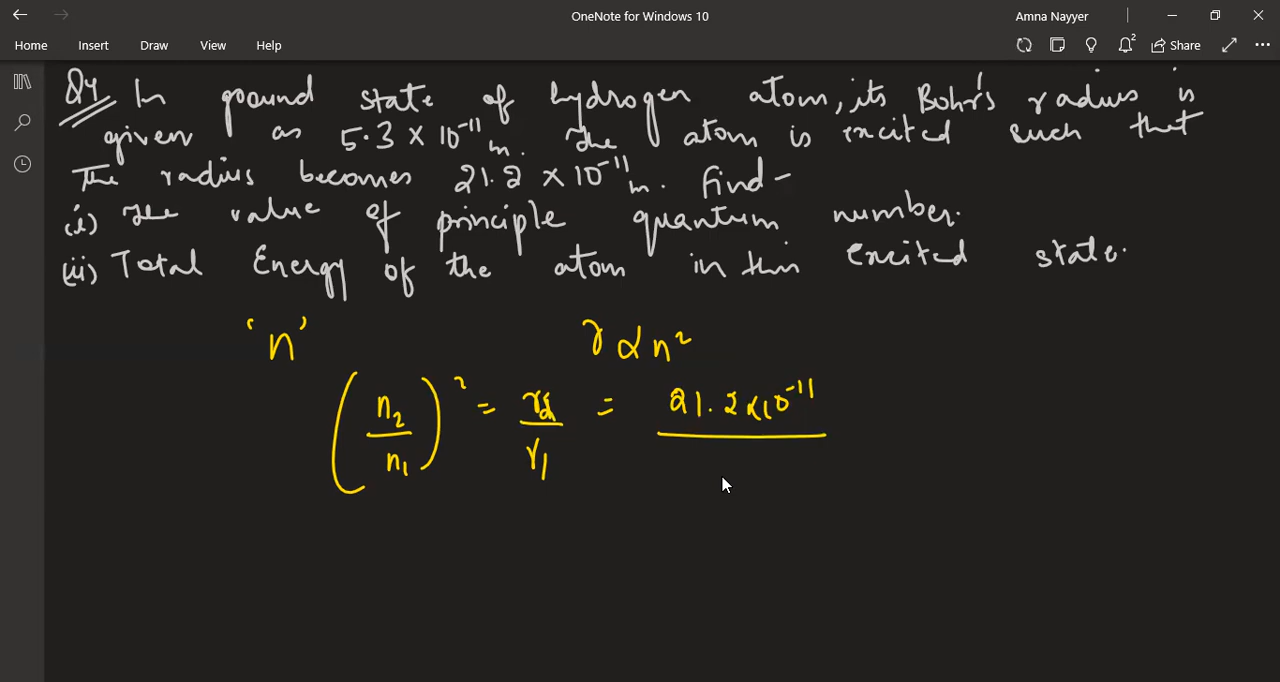 OneNote for Windows 10
Amna Nayyer
Home Insert Draw View Help
2 Share
Q4 In ground state of hydrogen atom, its Bohr's radius is
given as 5.3 × 10⁻¹¹ m. The atom is excited such that
The radius becomes 21.2 × 10⁻¹¹ m. Find -
(i) The value of principle quantum number.
(ii) Total Energy of the atom in this excited state.
'n' r ∝ n²
(n₂/n₁)² = r₂/r₁ = 21.2 × 10⁻¹¹